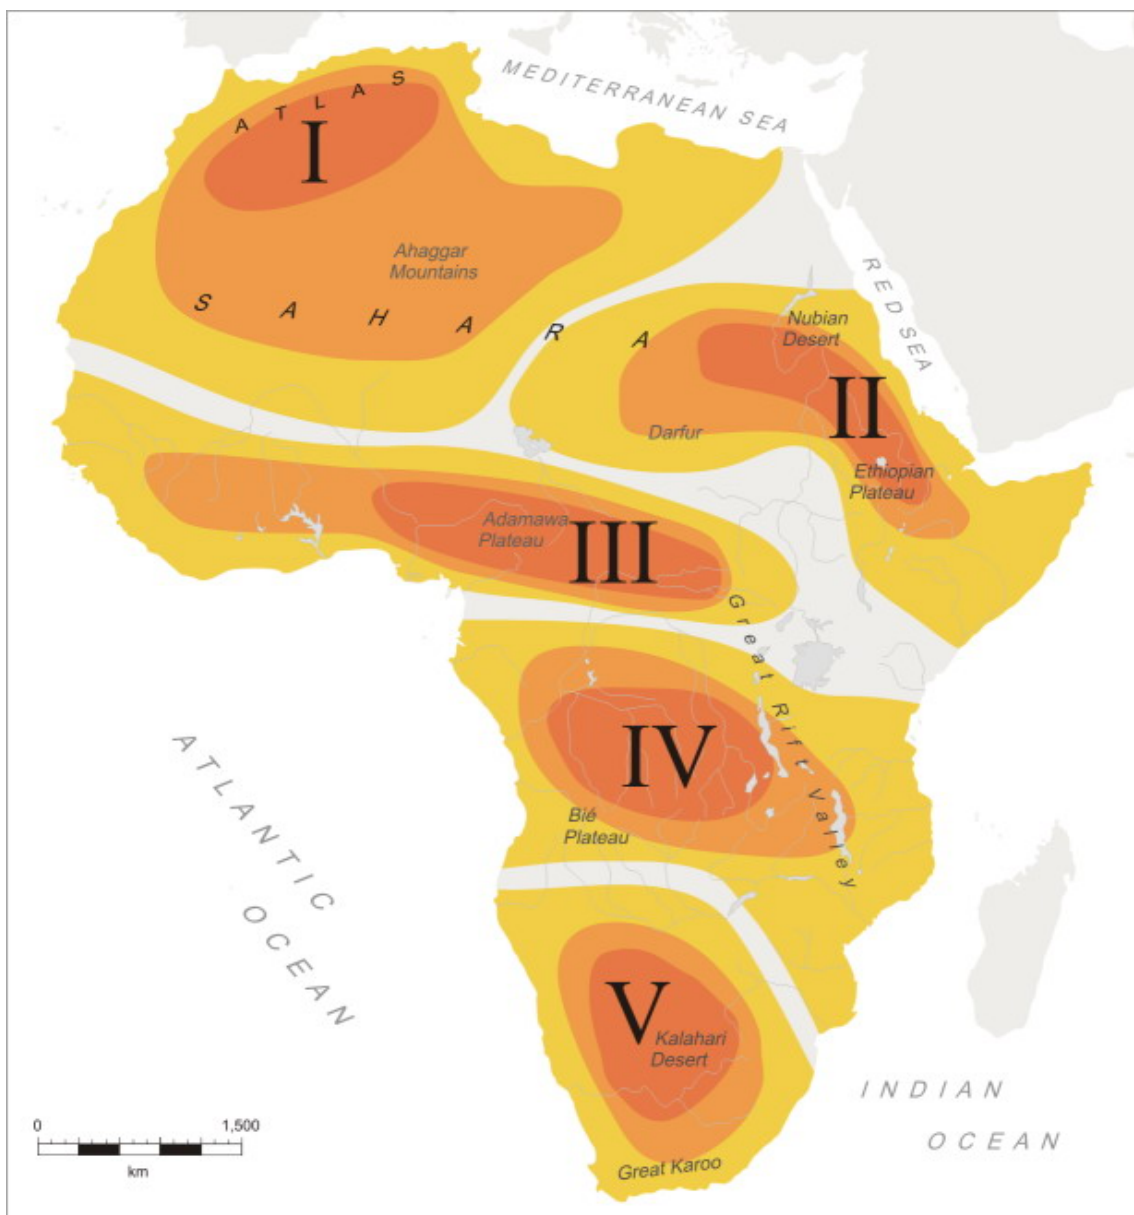 MEDITERRANEAN SEA
ATLAS
I
Ahaggar
Mountains
SAHARA
RED SEA
Nubian
Desert
II
Darfur
Ethiopian
Plateau
Adamawa
Plateau
III
Great Rift Valley
IV
Bié
Plateau
ATLANTIC
OCEAN
V
Kalahari
Desert
Great Karoo
INDIAN
OCEAN
0 1,500
km